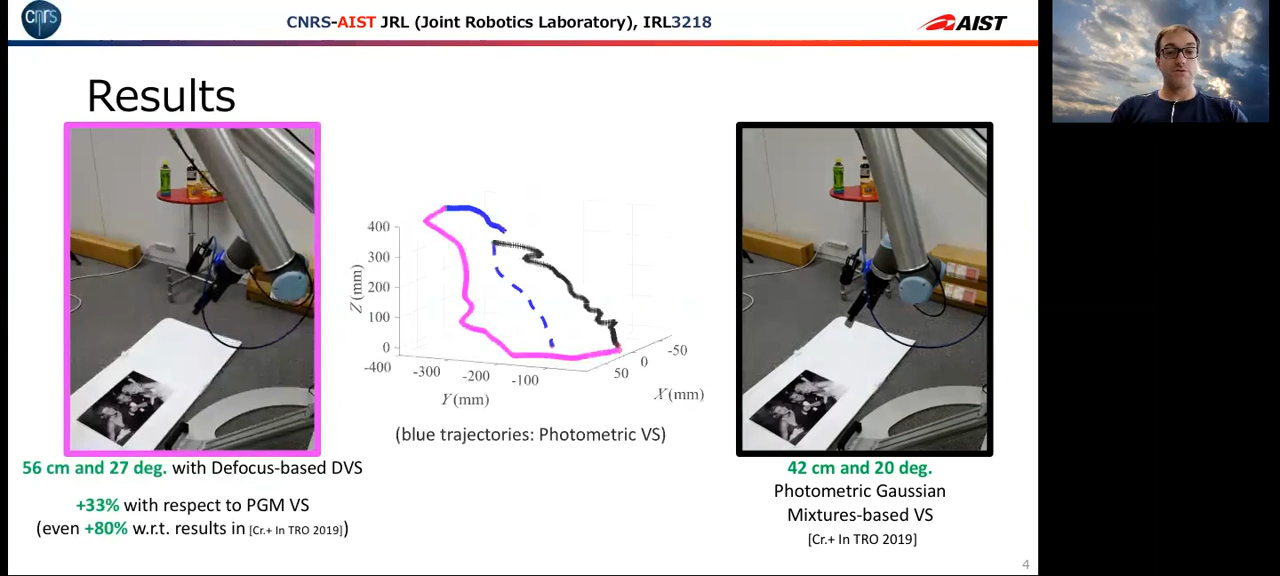 cnrs
CNRS-AIST JRL (Joint Robotics Laboratory), IRL3218
AIST
Results
400
300
200
100
0
Z(mm)
-400
-300
-200
-100
Y(mm)
50
0
-50
X(mm)
(blue trajectories: Photometric VS)
56 cm and 27 deg. with Defocus-based DVS
+33% with respect to PGM VS
(even +80% w.r.t. results in [Cr.+ In TRO 2019])
42 cm and 20 deg.
Photometric Gaussian
Mixtures-based VS
[Cr.+ In TRO 2019]
4